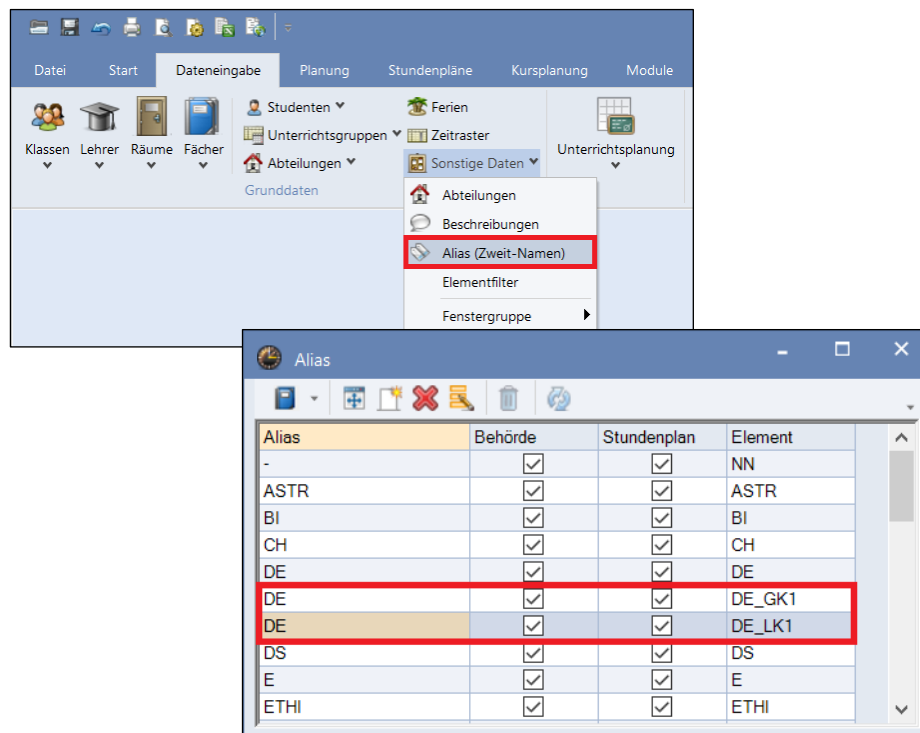 Datei Start Dateneingabe Planung Stundenpläne Kursplanung Module
Klassen Lehrer Räume Fächer
Studenten
Unterrichtsgruppen
Abteilungen
Grunddaten
Ferien
Zeitraster
Sonstige Daten
Unterrichtsplanung
Abteilungen
Beschreibungen
Alias (Zweit-Namen)
Elementfilter
Fenstergruppe
Alias
Alias Behörde Stundenplan Element
- NN
ASTR ASTR
BI BI
CH CH
DE DE
DE DE_GK1
DE DE_LK1
DS DS
E E
ETHI ETHI